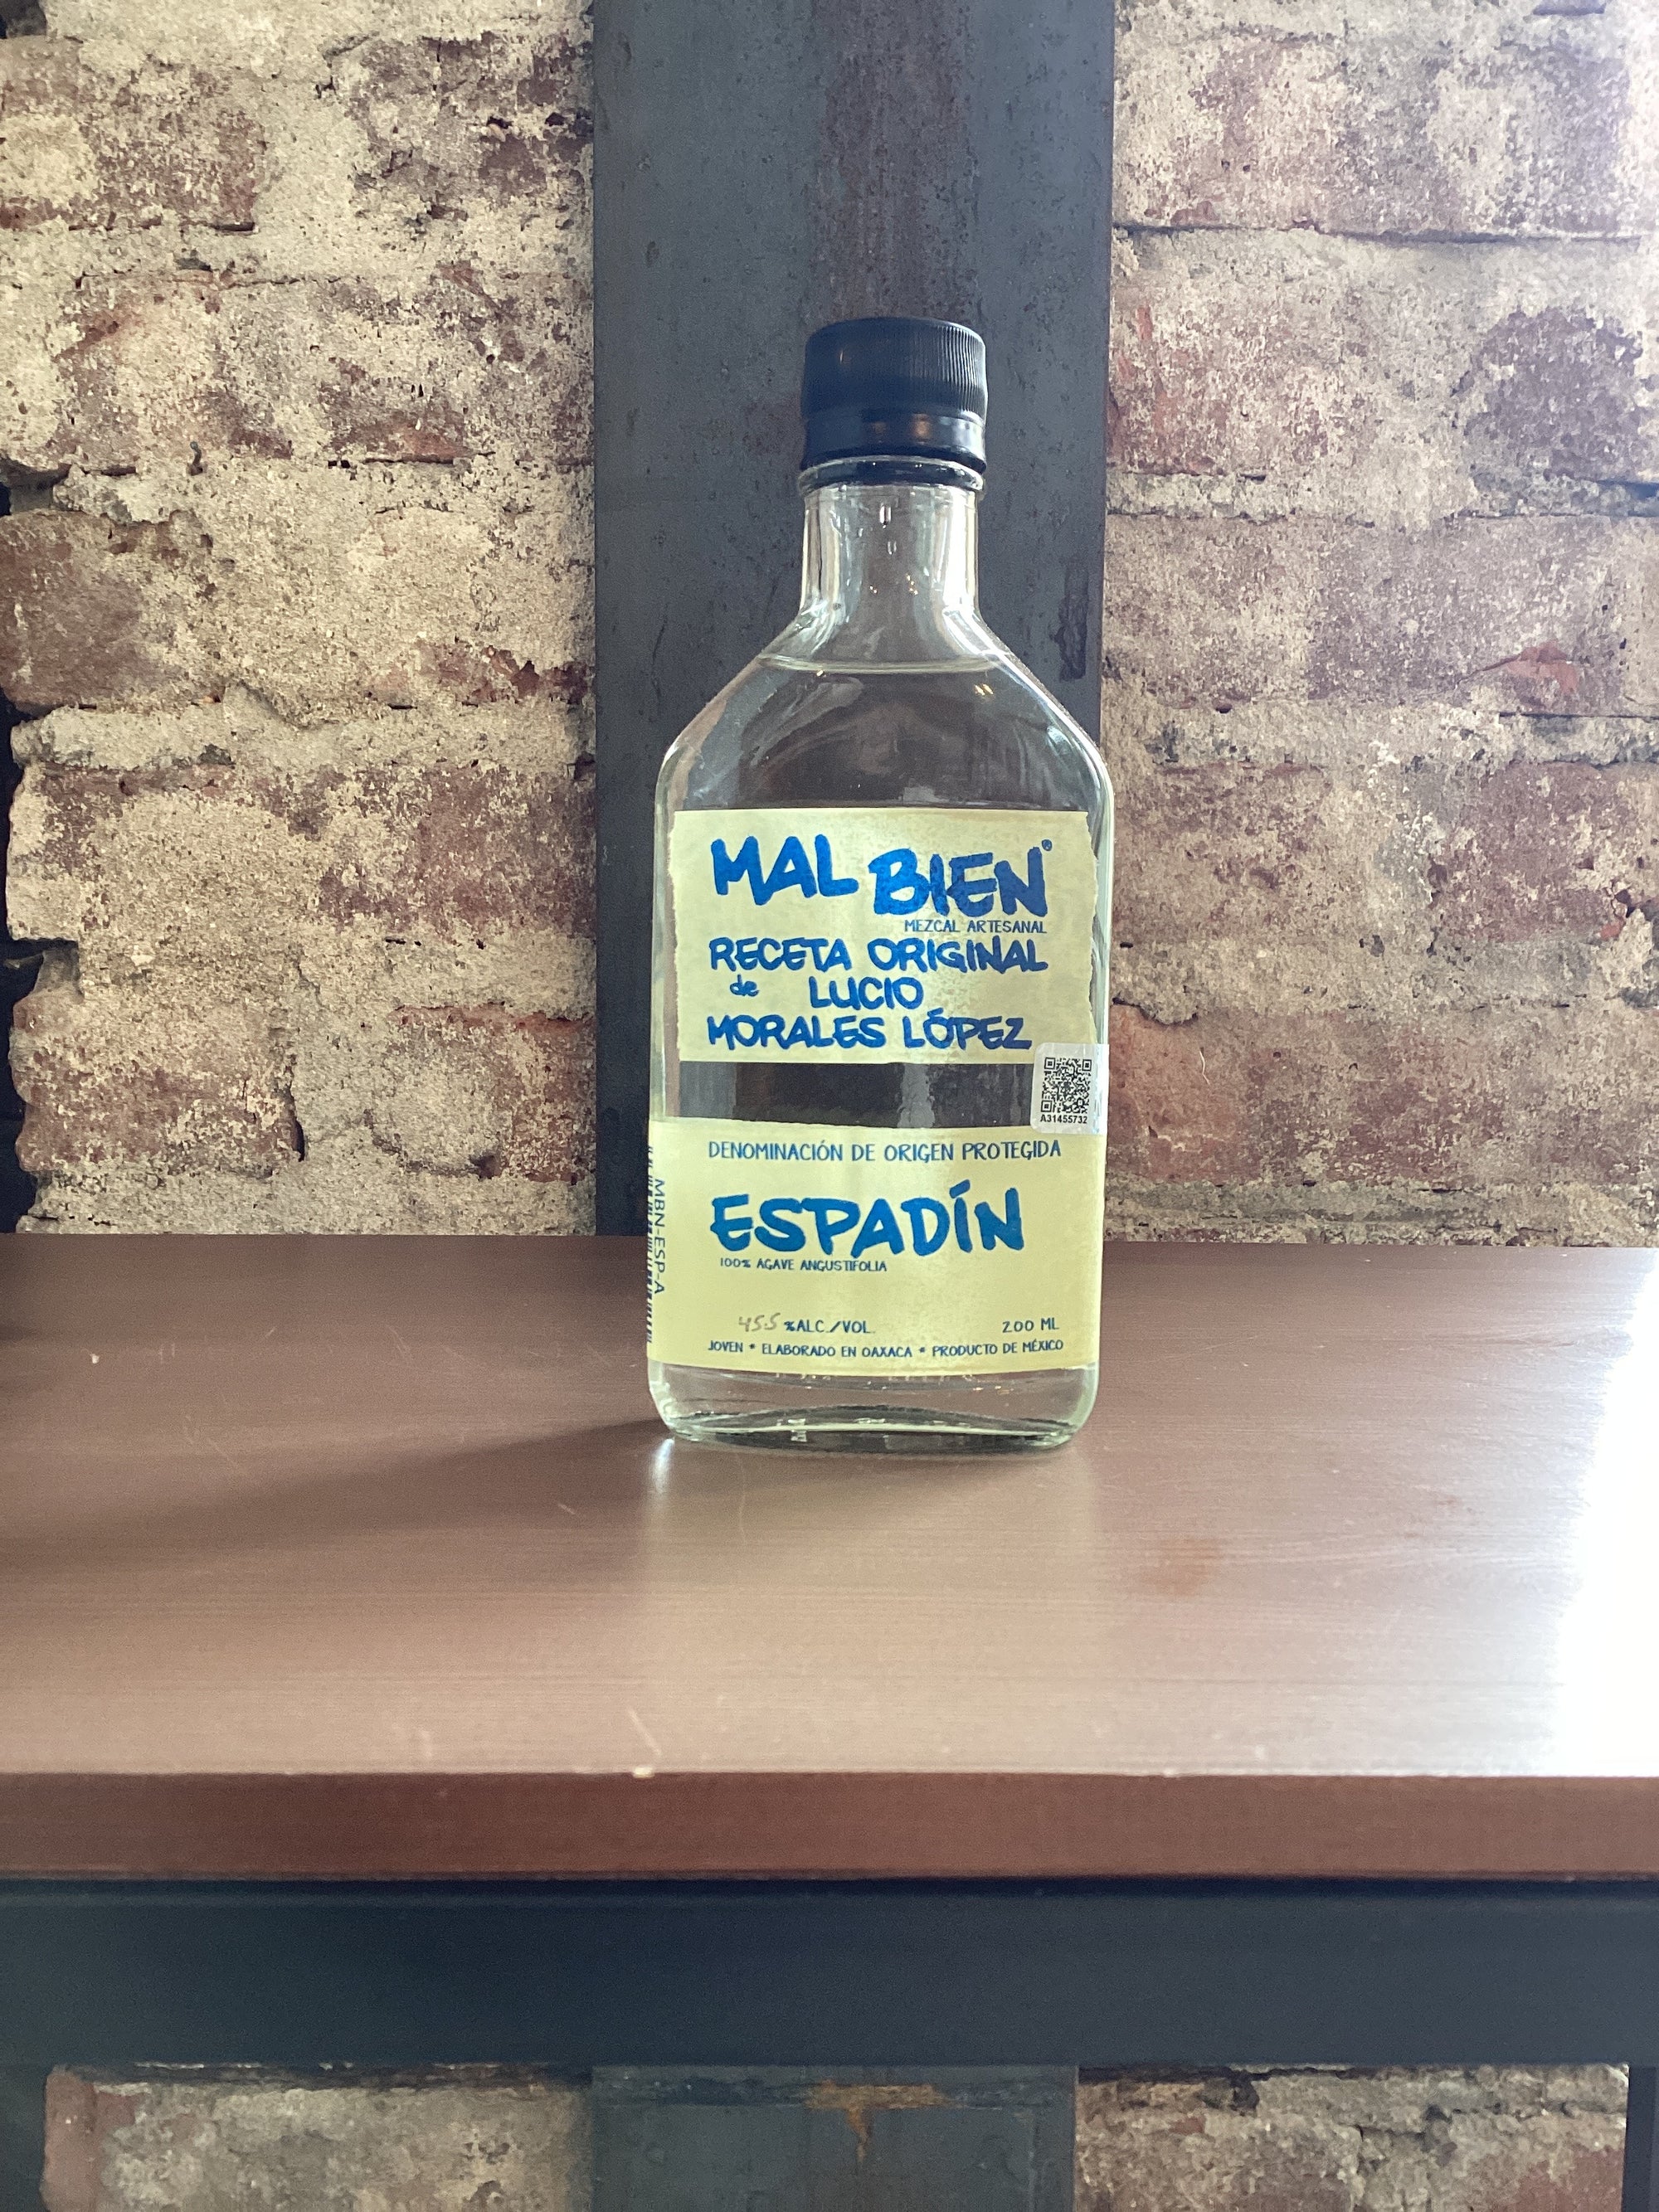 MAL BIEN®
MEZCAL ARTESANAL
RECETA ORIGINAL
de LUCIO
MORALES LÓPEZ
A31455732
DENOMINACIÓN DE ORIGEN PROTEGIDA
ESPADÍN
100% AGAVE ANGUSTIFOLIA
45.5 %ALC./VOL. 200 ML
JOVEN * ELABORADO EN OAXACA * PRODUCTO DE MÉXICO
MBN-ESP-A